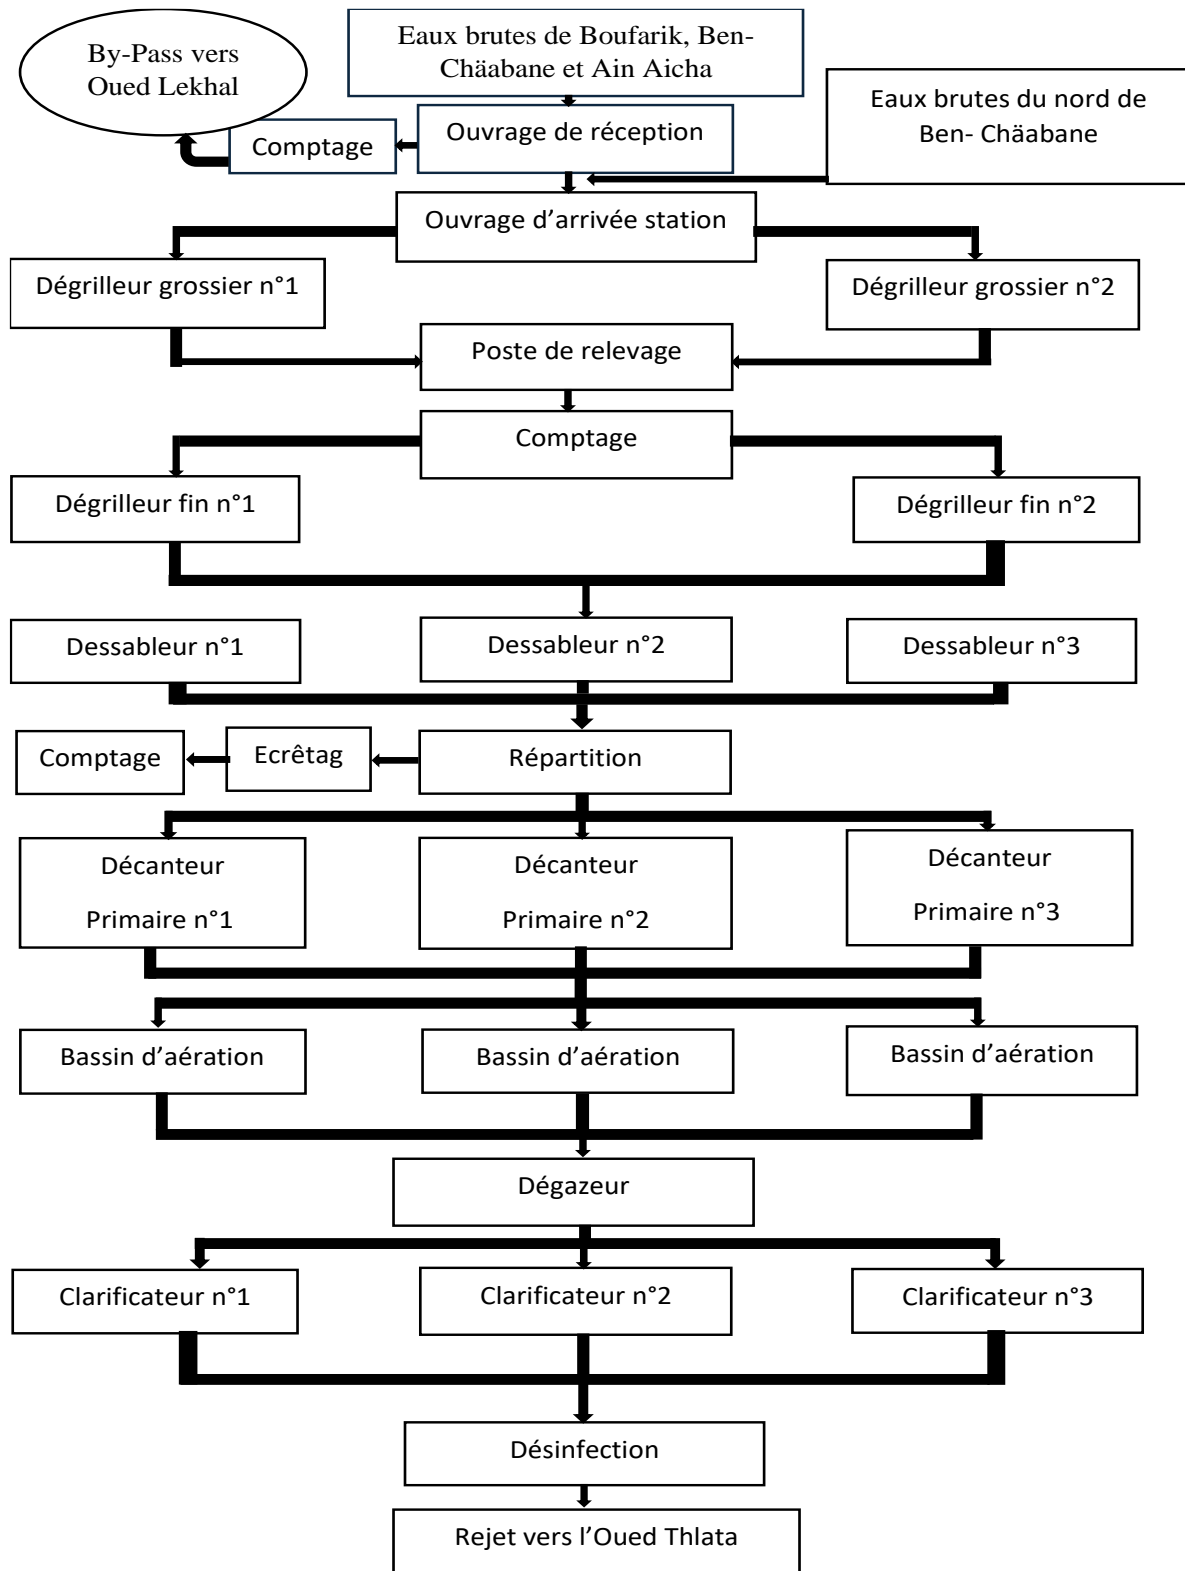 By-Pass vers
Oued Lekhal
Eaux brutes de Boufarik, Ben-
Chäabane et Ain Aicha
Eaux brutes du nord de
Ben- Chäabane
Comptage
Ouvrage de réception
Ouvrage d’arrivée station
Dégrilleur grossier n°1
Dégrilleur grossier n°2
Poste de relevage
Comptage
Dégrilleur fin n°1
Dégrilleur fin n°2
Dessableur n°1
Dessableur n°2
Dessableur n°3
Comptage
Ecrêtag
Répartition
Décanteur
Primaire n°1
Décanteur
Primaire n°2
Décanteur
Primaire n°3
Bassin d’aération
Bassin d’aération
Bassin d’aération
Dégazeur
Clarificateur n°1
Clarificateur n°2
Clarificateur n°3
Désinfection
Rejet vers l’Oued Thlata